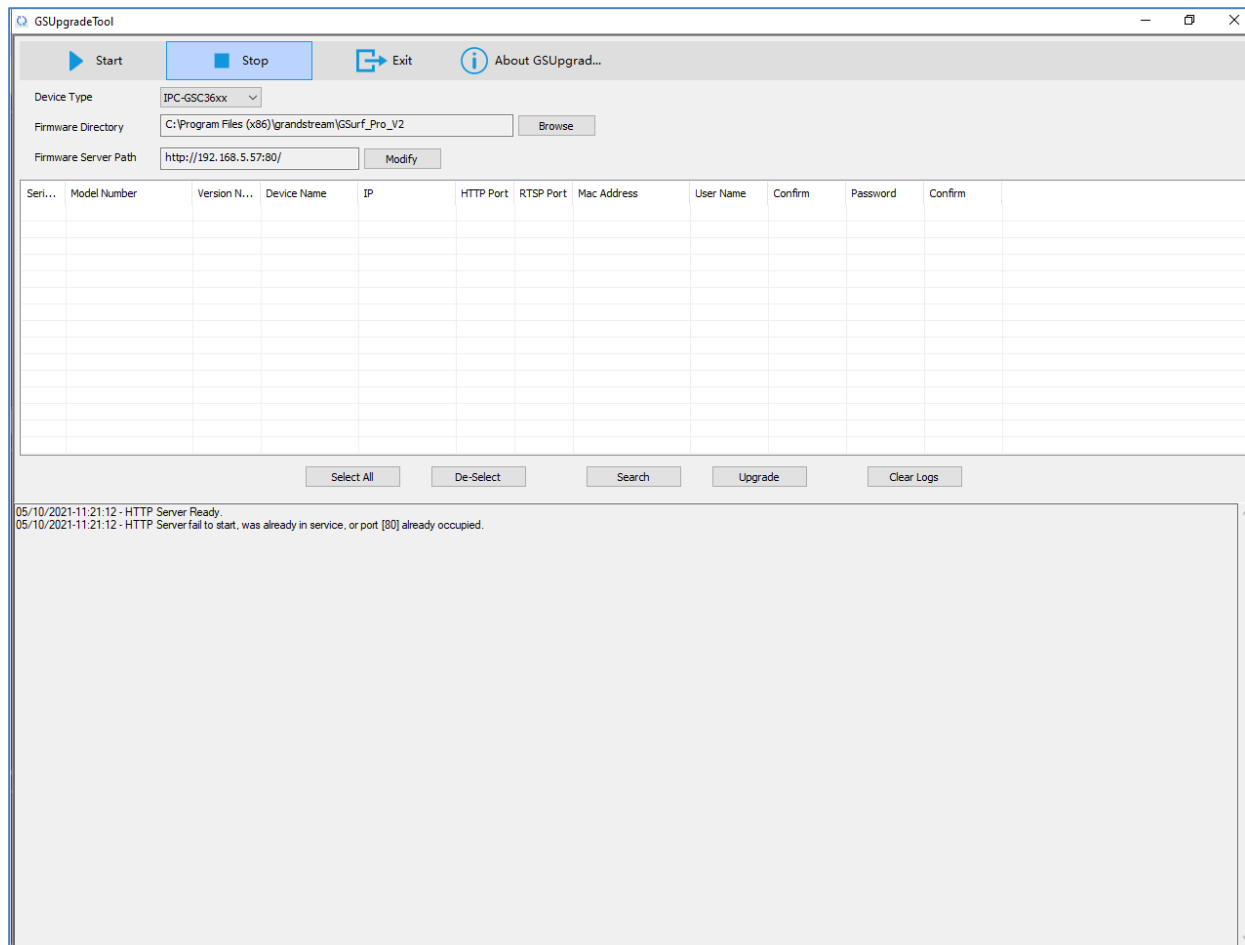 GSUpgradeTool
Start Stop Exit About GSUpgrad...
Device Type IPC-GSC36xx
Firmware Directory C:\Program Files (x86)\grandstream\GSurf_Pro_V2 Browse
Firmware Server Path http://192.168.5.57:80/ Modify
Seri... Model Number Version N... Device Name IP HTTP Port RTSP Port Mac Address User Name Confirm Password Confirm
Select All De-Select Search Upgrade Clear Logs
05/10/2021-11:21:12 - HTTP Server Ready.
05/10/2021-11:21:12 - HTTP Server fail to start, was already in service, or port [80] already occupied.